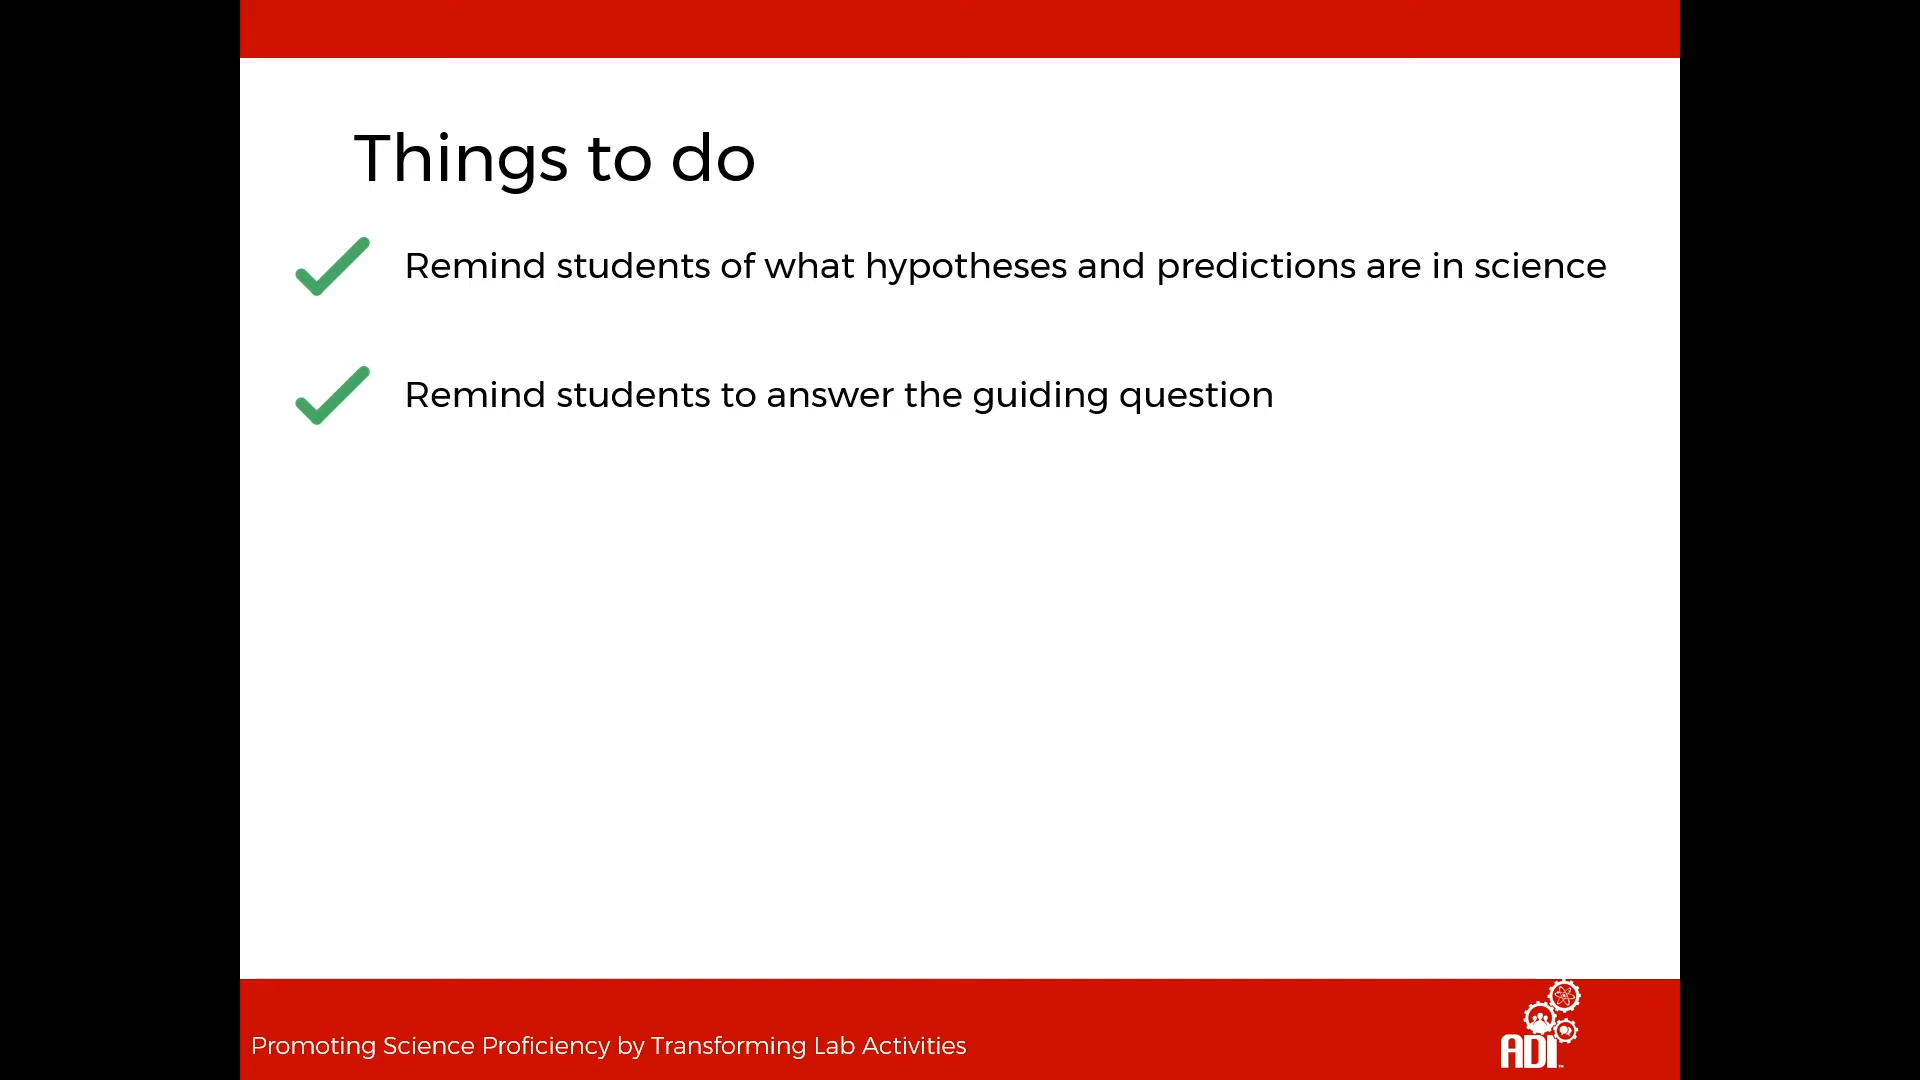 Things to do
Remind students of what hypotheses and predictions are in science
Remind students to answer the guiding question
Promoting Science Proficiency by Transforming Lab Activities
ADI